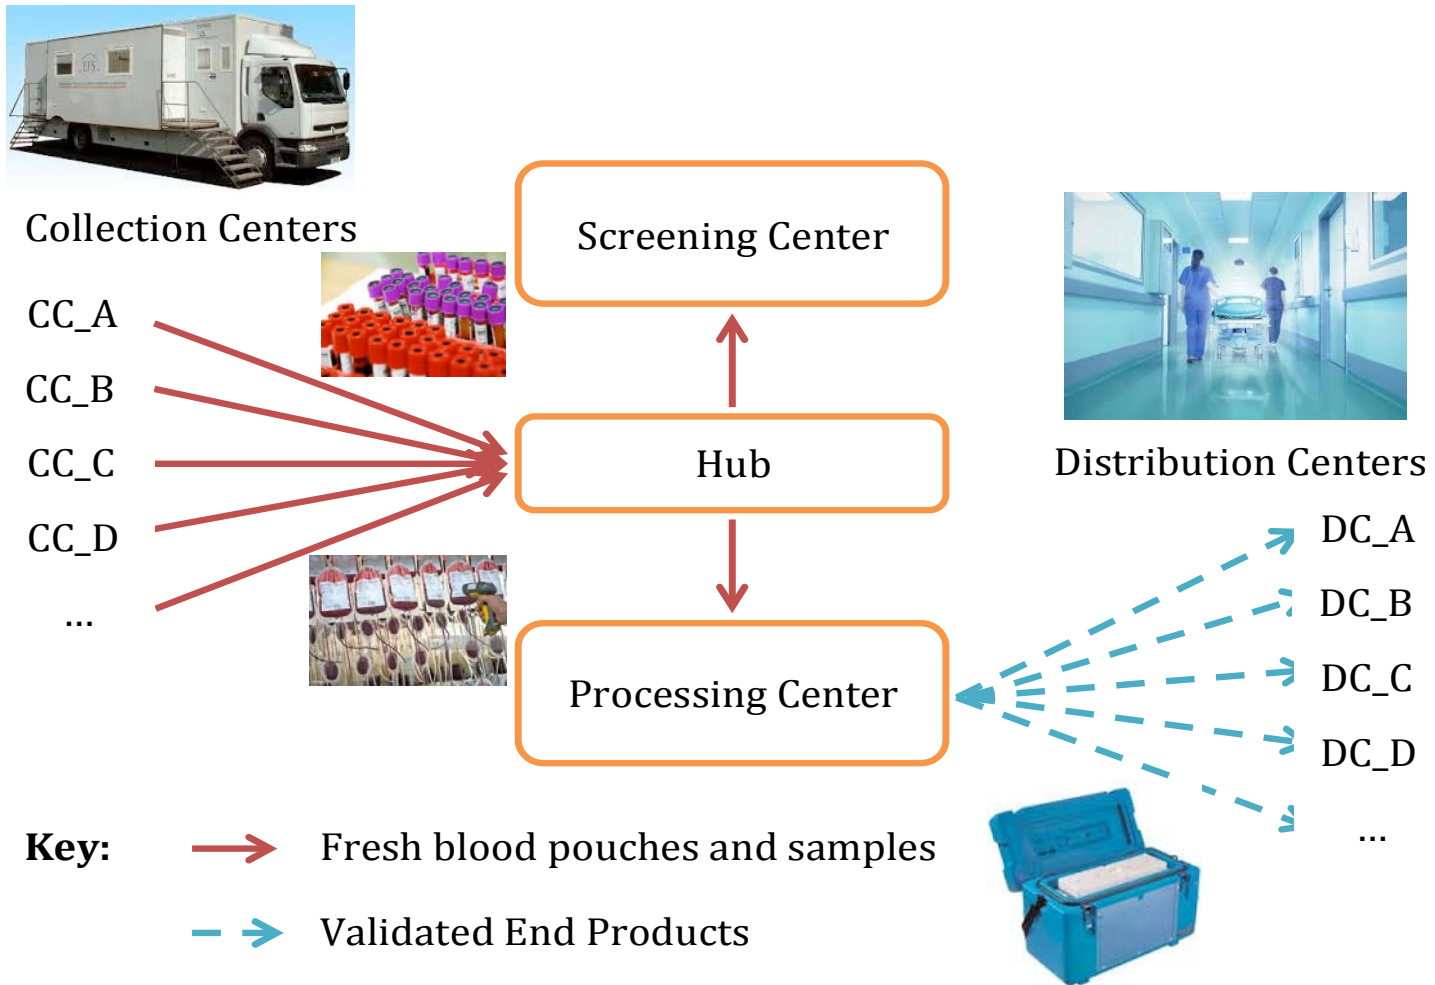 EFS
Collection Centers
CC_A
CC_B
CC_C
CC_D
...
Screening Center
Hub
Processing Center
Distribution Centers
DC_A
DC_B
DC_C
DC_D
...
Key:
Fresh blood pouches and samples
Validated End Products